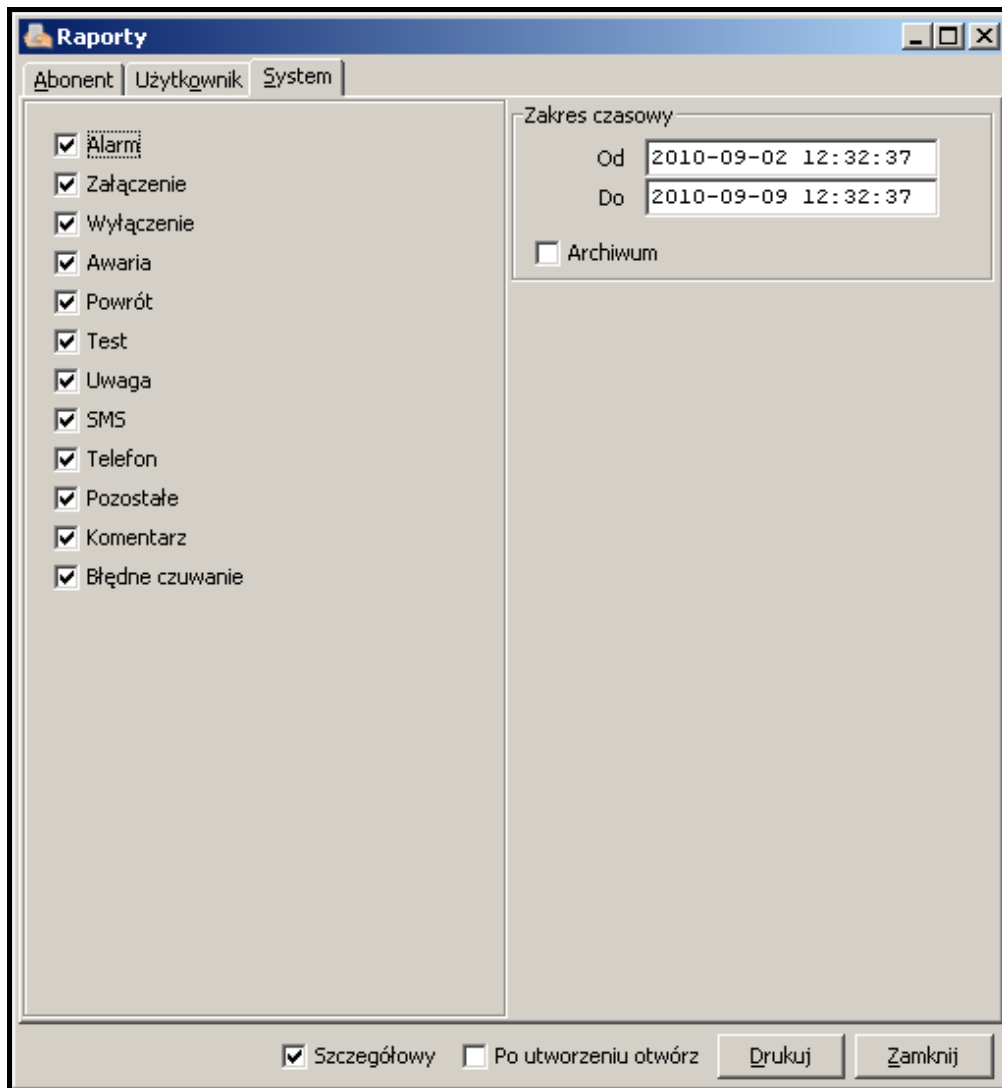 Raporty
Abonent Użytkownik System
Alarm
Załączenie
Wyłączenie
Awaria
Powrót
Test
Uwaga
SMS
Telefon
Pozostałe
Komentarz
Błędne czuwanie
Zakres czasowy
Od 2010-09-02 12:32:37
Do 2010-09-09 12:32:37
Archiwum
Szczegółowy Po utworzeniu otwórz Drukuj Zamknij